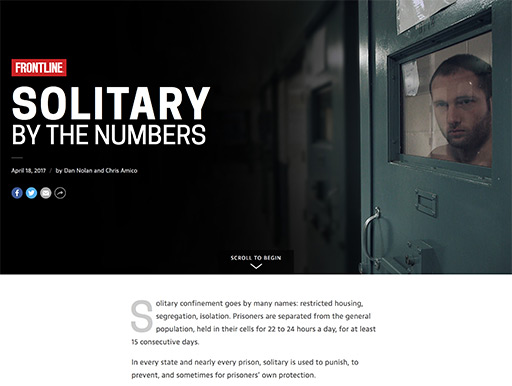 FRONTLINE
SOLITARY
BY THE NUMBERS
April 18, 2017 / by Dan Nolan and Chris Amico
SCROLL TO BEGIN
Solitary confinement goes by many names: restricted housing,
segregation, isolation. Prisoners are separated from the general
population, held in their cells for 22 to 24 hours a day, for at least
15 consecutive days.
In every state and nearly every prison, solitary is used to punish, to
prevent, and sometimes for prisoners' own protection.